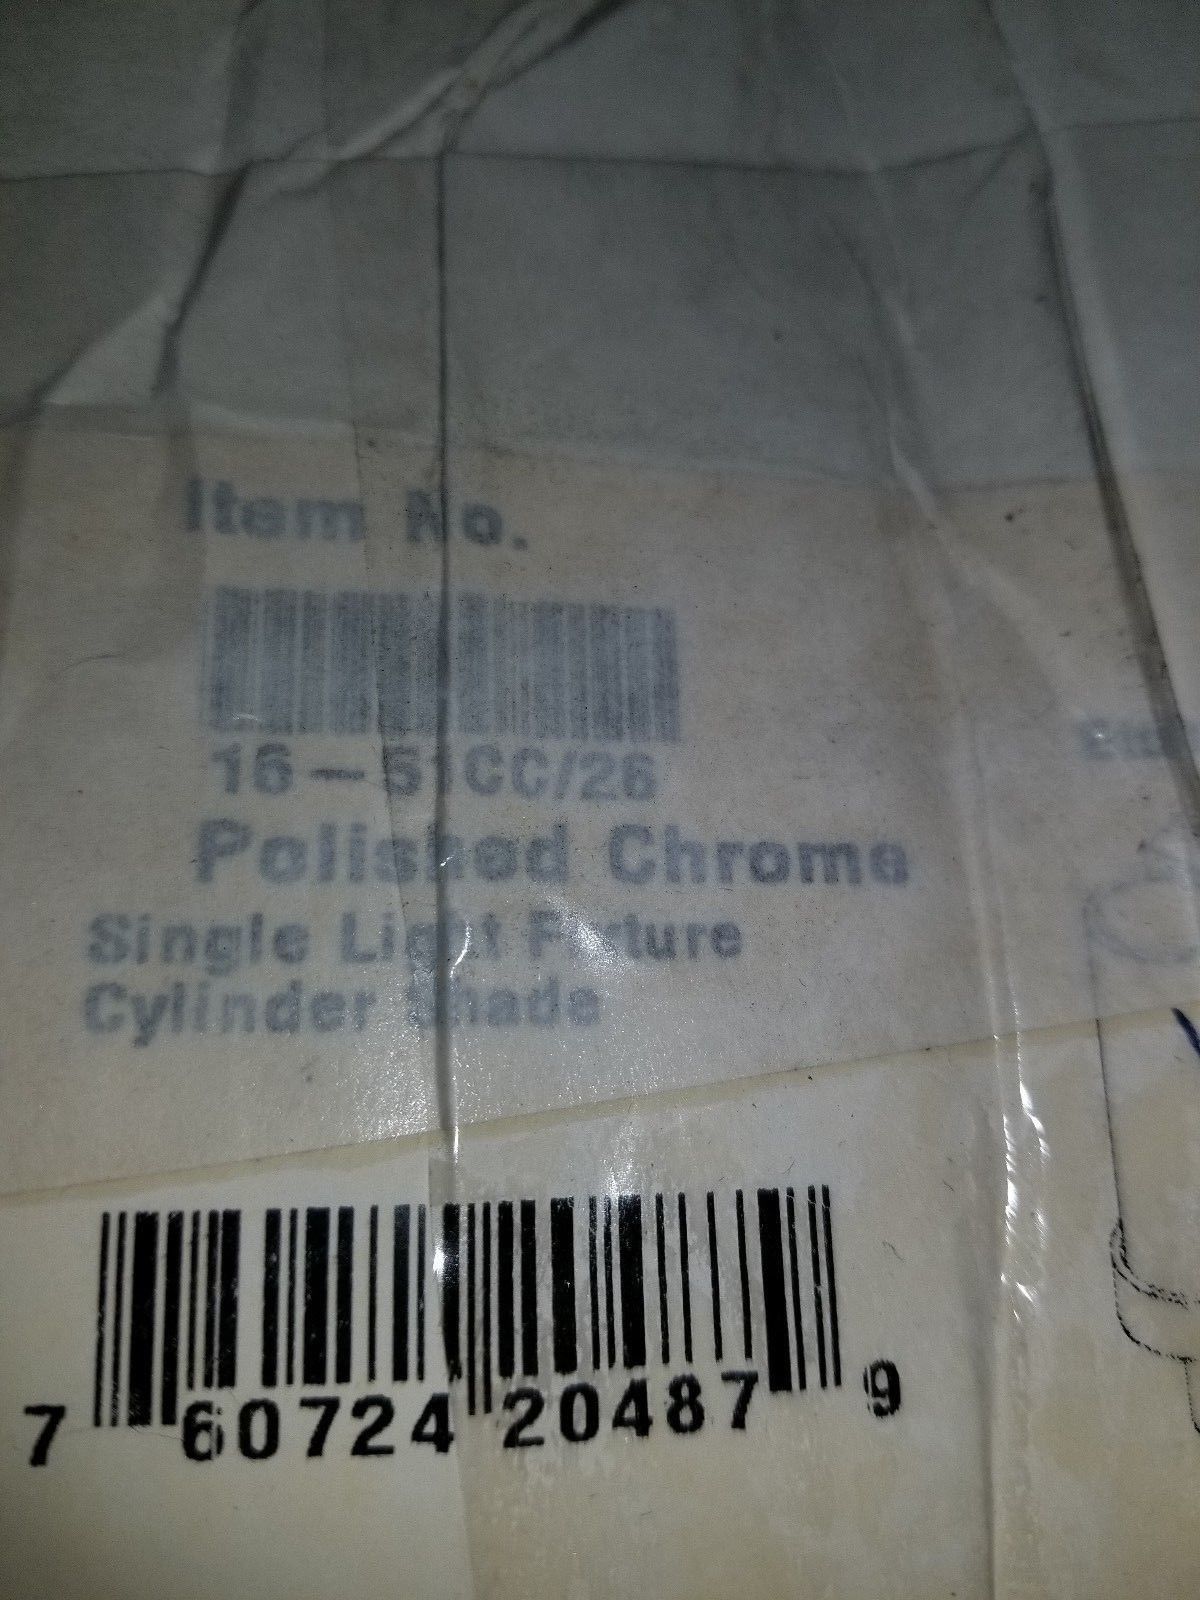 Item No.
16-51CC/26
Polished Chrome
Single Light Fixture
Cylinder Shade
7 60724 20487 9